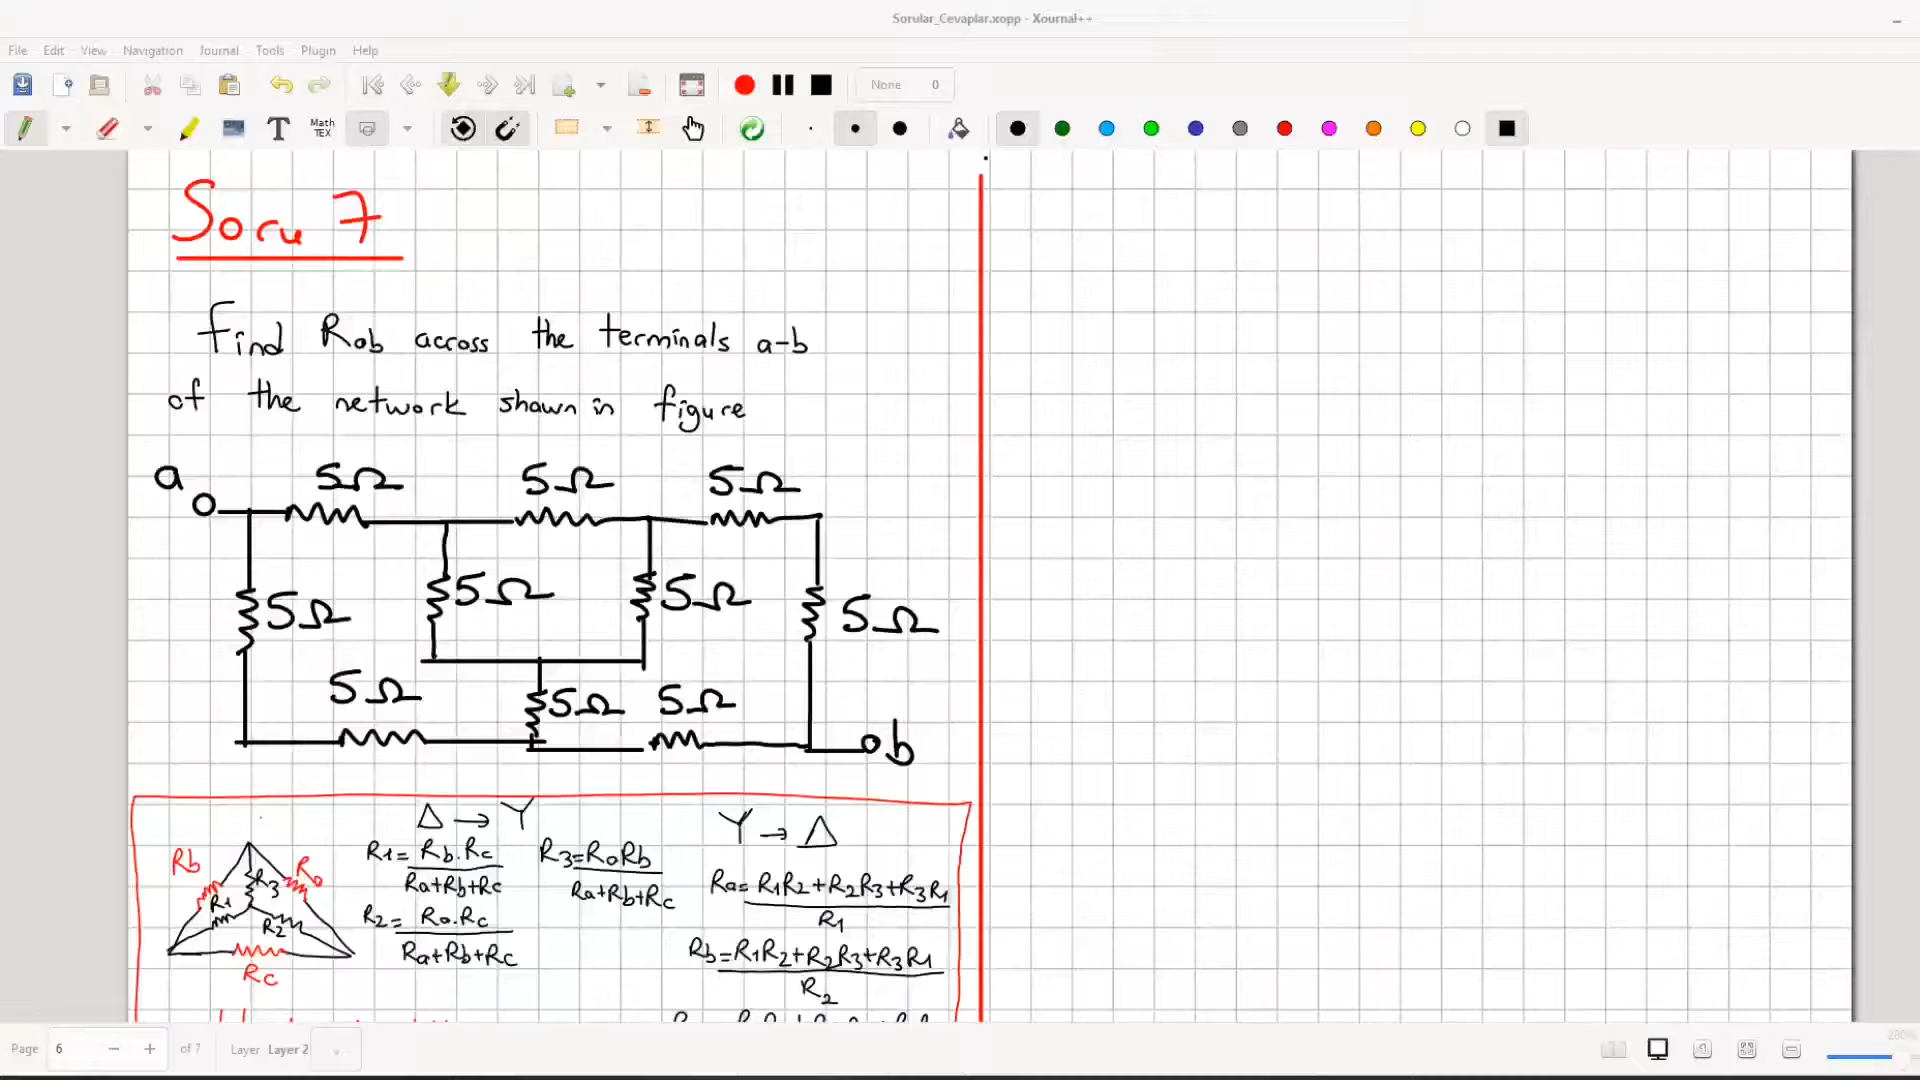 Sorular_Cevaplar.xopp - Xournal++
File Edit View Navigation Journal Tools Plugin Help
None 0
T Math TEX
Soru 7
Find Rab across the terminals a-b
of the network shown in figure
a
5Ω 5Ω 5Ω
5Ω 5Ω 5Ω 5Ω
5Ω 5Ω 5Ω
b
Δ → Y
Y → Δ
R1 = Rb.Rc / Ra+Rb+Rc
R3 = RaRb / Ra+Rb+Rc
R2 = Ra.Rc / Ra+Rb+Rc
Ra = R1R2+R2R3+R3R1 / R1
Rb = R1R2+R2R3+R3R1 / R2
Rb Ra
R3
R1 R2
Rc
Page 6 − + of 7 Layer Layer 2
280%